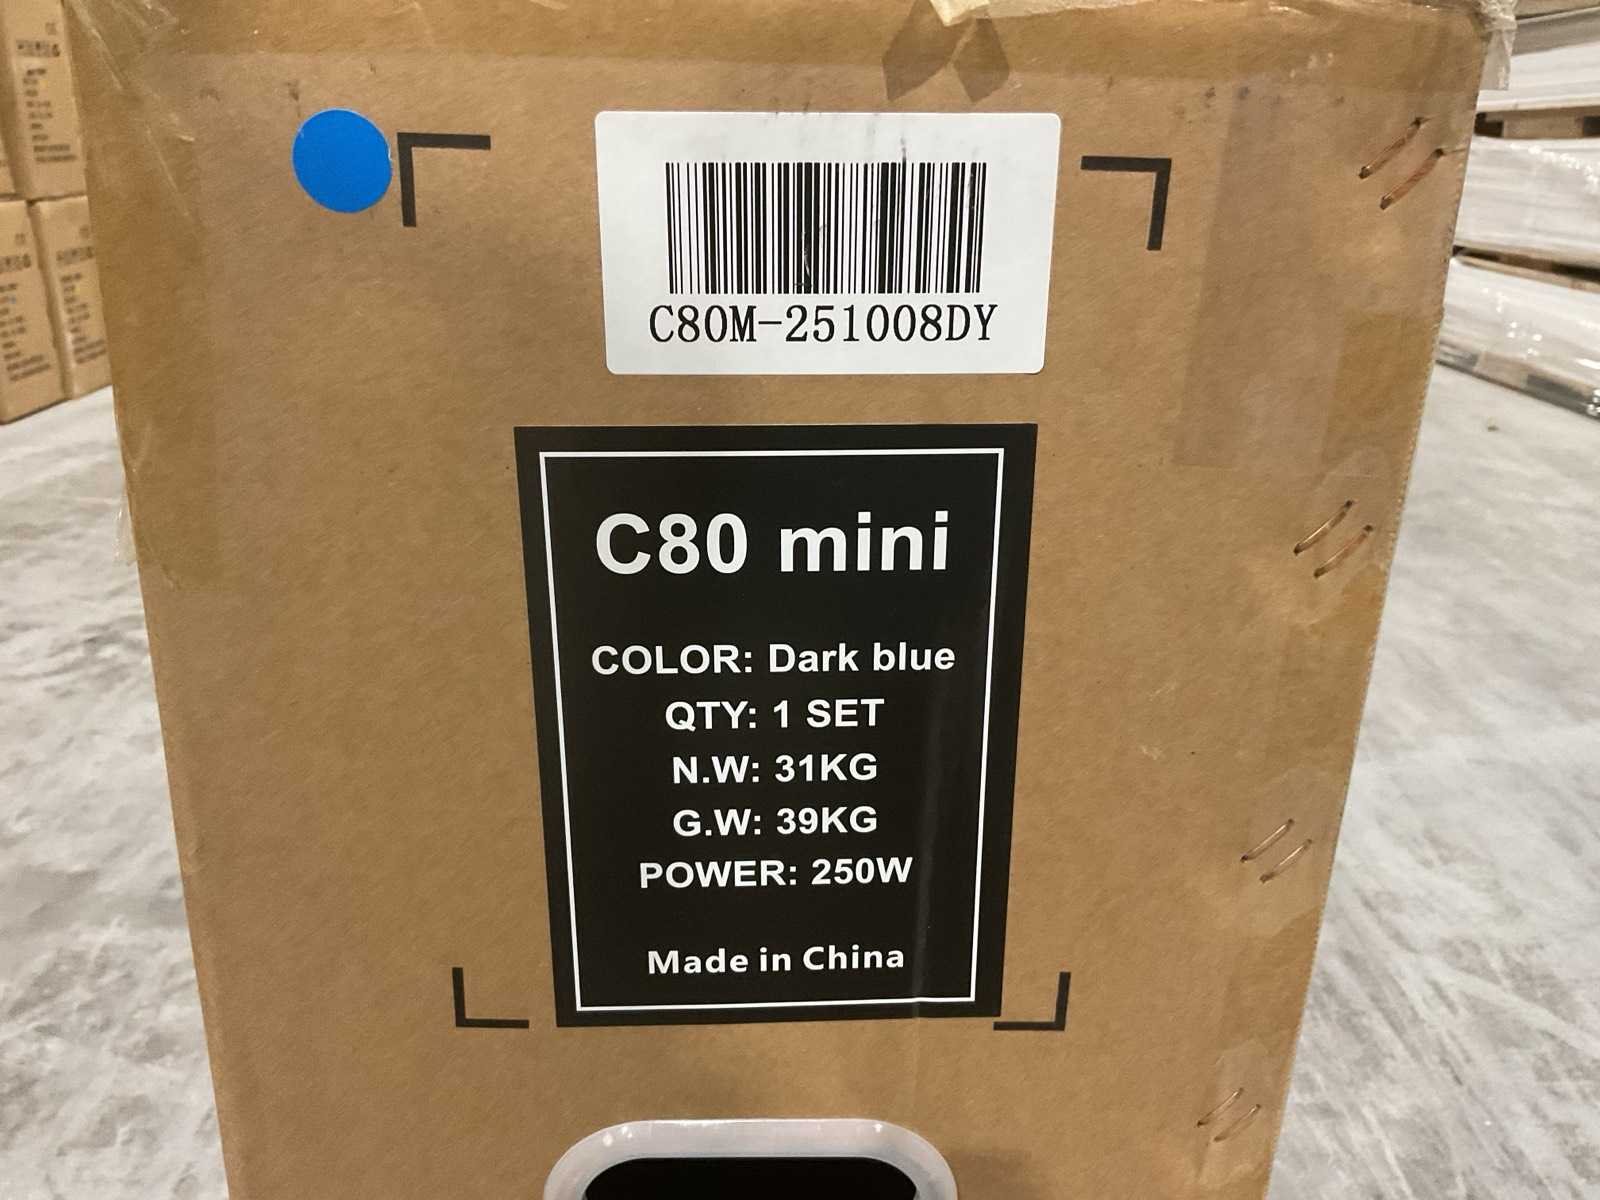 C80M-251008DY
C80 mini
COLOR: Dark blue
QTY: 1 SET
N.W: 31KG
G.W: 39KG
POWER: 250W
Made in China